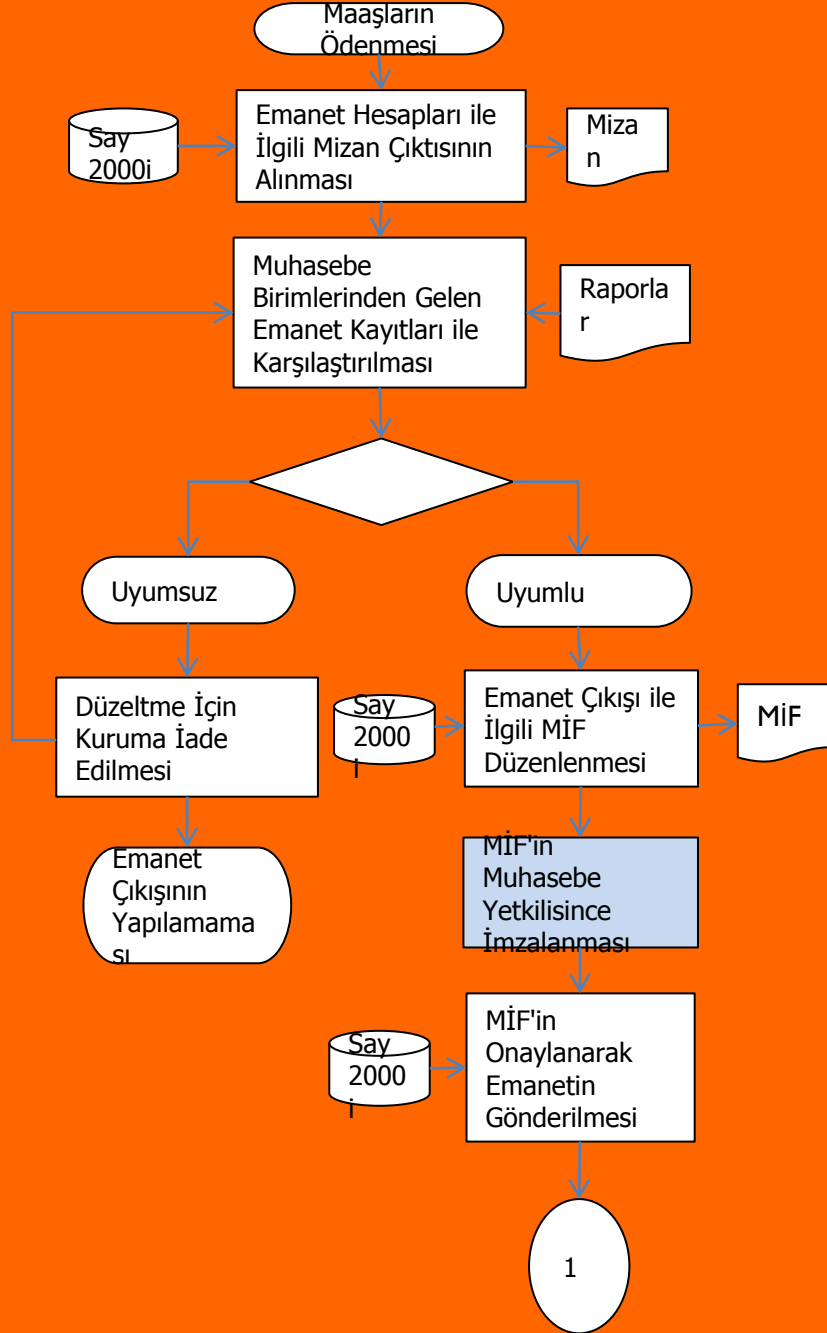 Maaşların
Ödenmesi
Say
2000i
Emanet Hesapları ile
İlgili Mizan Çıktısının
Alınması
Miza
n
Muhasebe
Birimlerinden Gelen
Emanet Kayıtları ile
Karşılaştırılması
Raporla
r
Uyumsuz
Uyumlu
Düzeltme İçin
Kuruma İade
Edilmesi
Say
2000
i
Emanet Çıkışı ile
İlgili MİF
Düzenlenmesi
MİF
Emanet
Çıkışının
Yapılamama
sı
MİF'in
Muhasebe
Yetkilisince
İmzalanması
Say
2000
i
MİF'in
Onaylanarak
Emanetin
Gönderilmesi
1